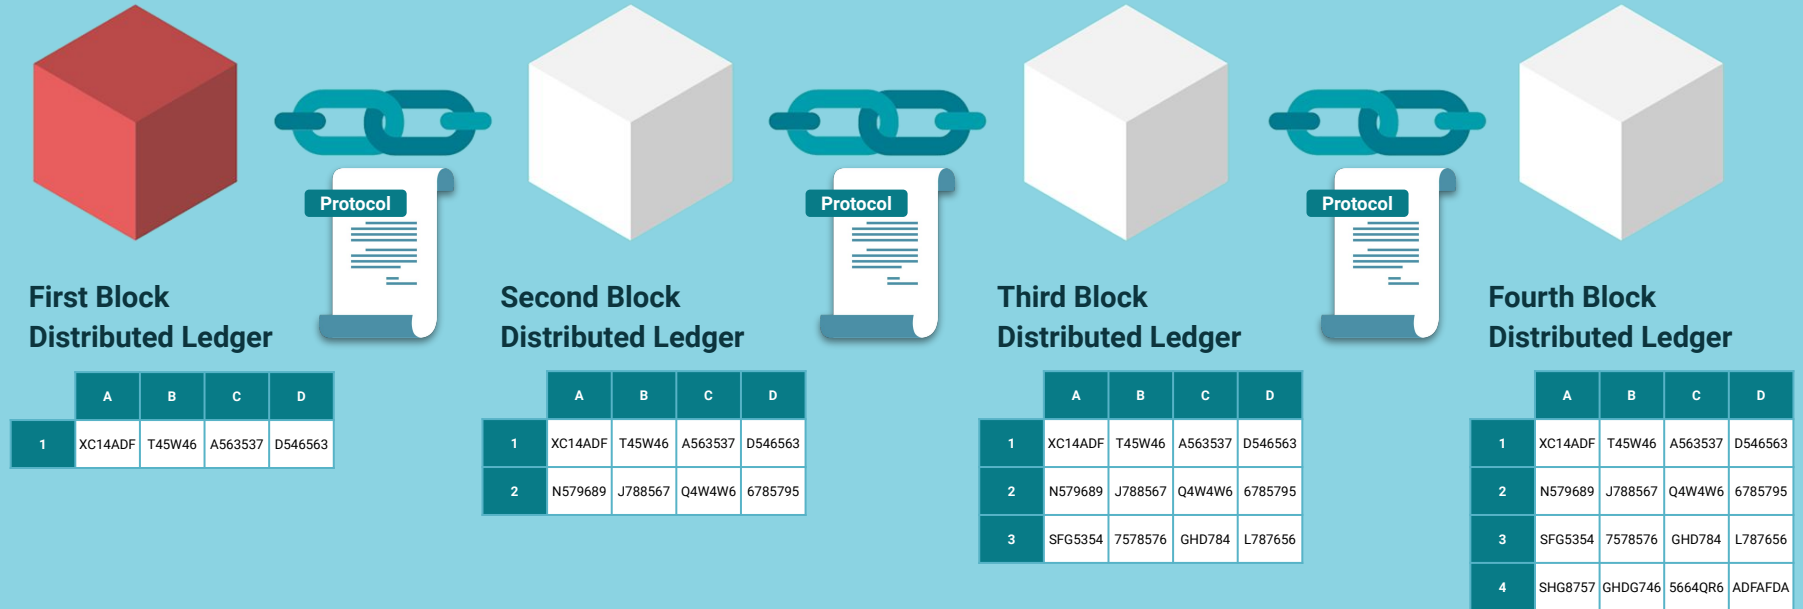 Protocol
Protocol
Protocol
First Block
Distributed Ledger
Second Block
Distributed Ledger
Third Block
Distributed Ledger
Fourth Block
Distributed Ledger
A B C D
1 XC14ADF T45W46 A563537 D546563
A B C D
1 XC14ADF T45W46 A563537 D546563
2 N579689 J788567 Q4W4W6 6785795
A B C D
1 XC14ADF T45W46 A563537 D546563
2 N579689 J788567 Q4W4W6 6785795
3 SFG5354 7578576 GHD784 L787656
A B C D
1 XC14ADF T45W46 A563537 D546563
2 N579689 J788567 Q4W4W6 6785795
3 SFG5354 7578576 GHD784 L787656
4 SHG8757 GHDG746 5664QR6 ADFAFDA